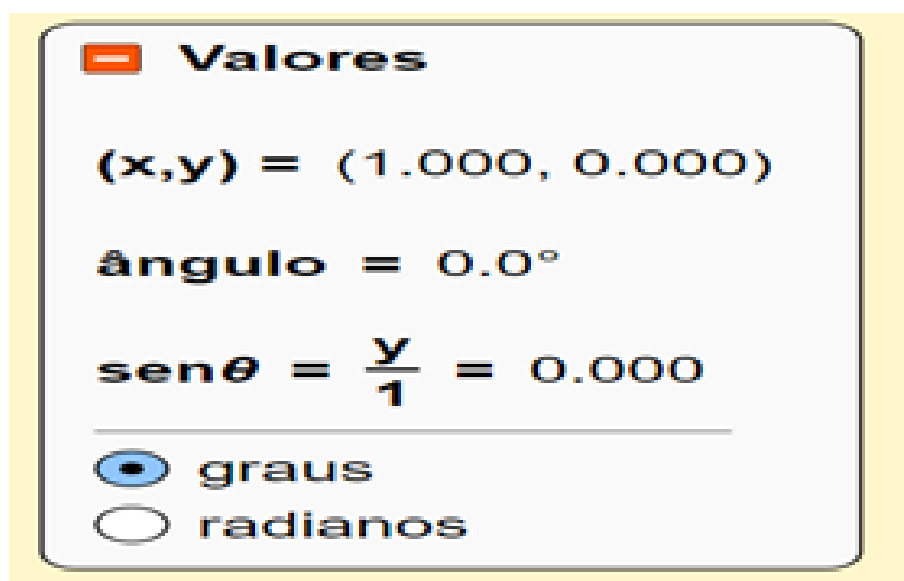 Valores
(x,y) = (1.000, 0.000)
ângulo = 0.0°
senθ = y/1 = 0.000
graus
radianos